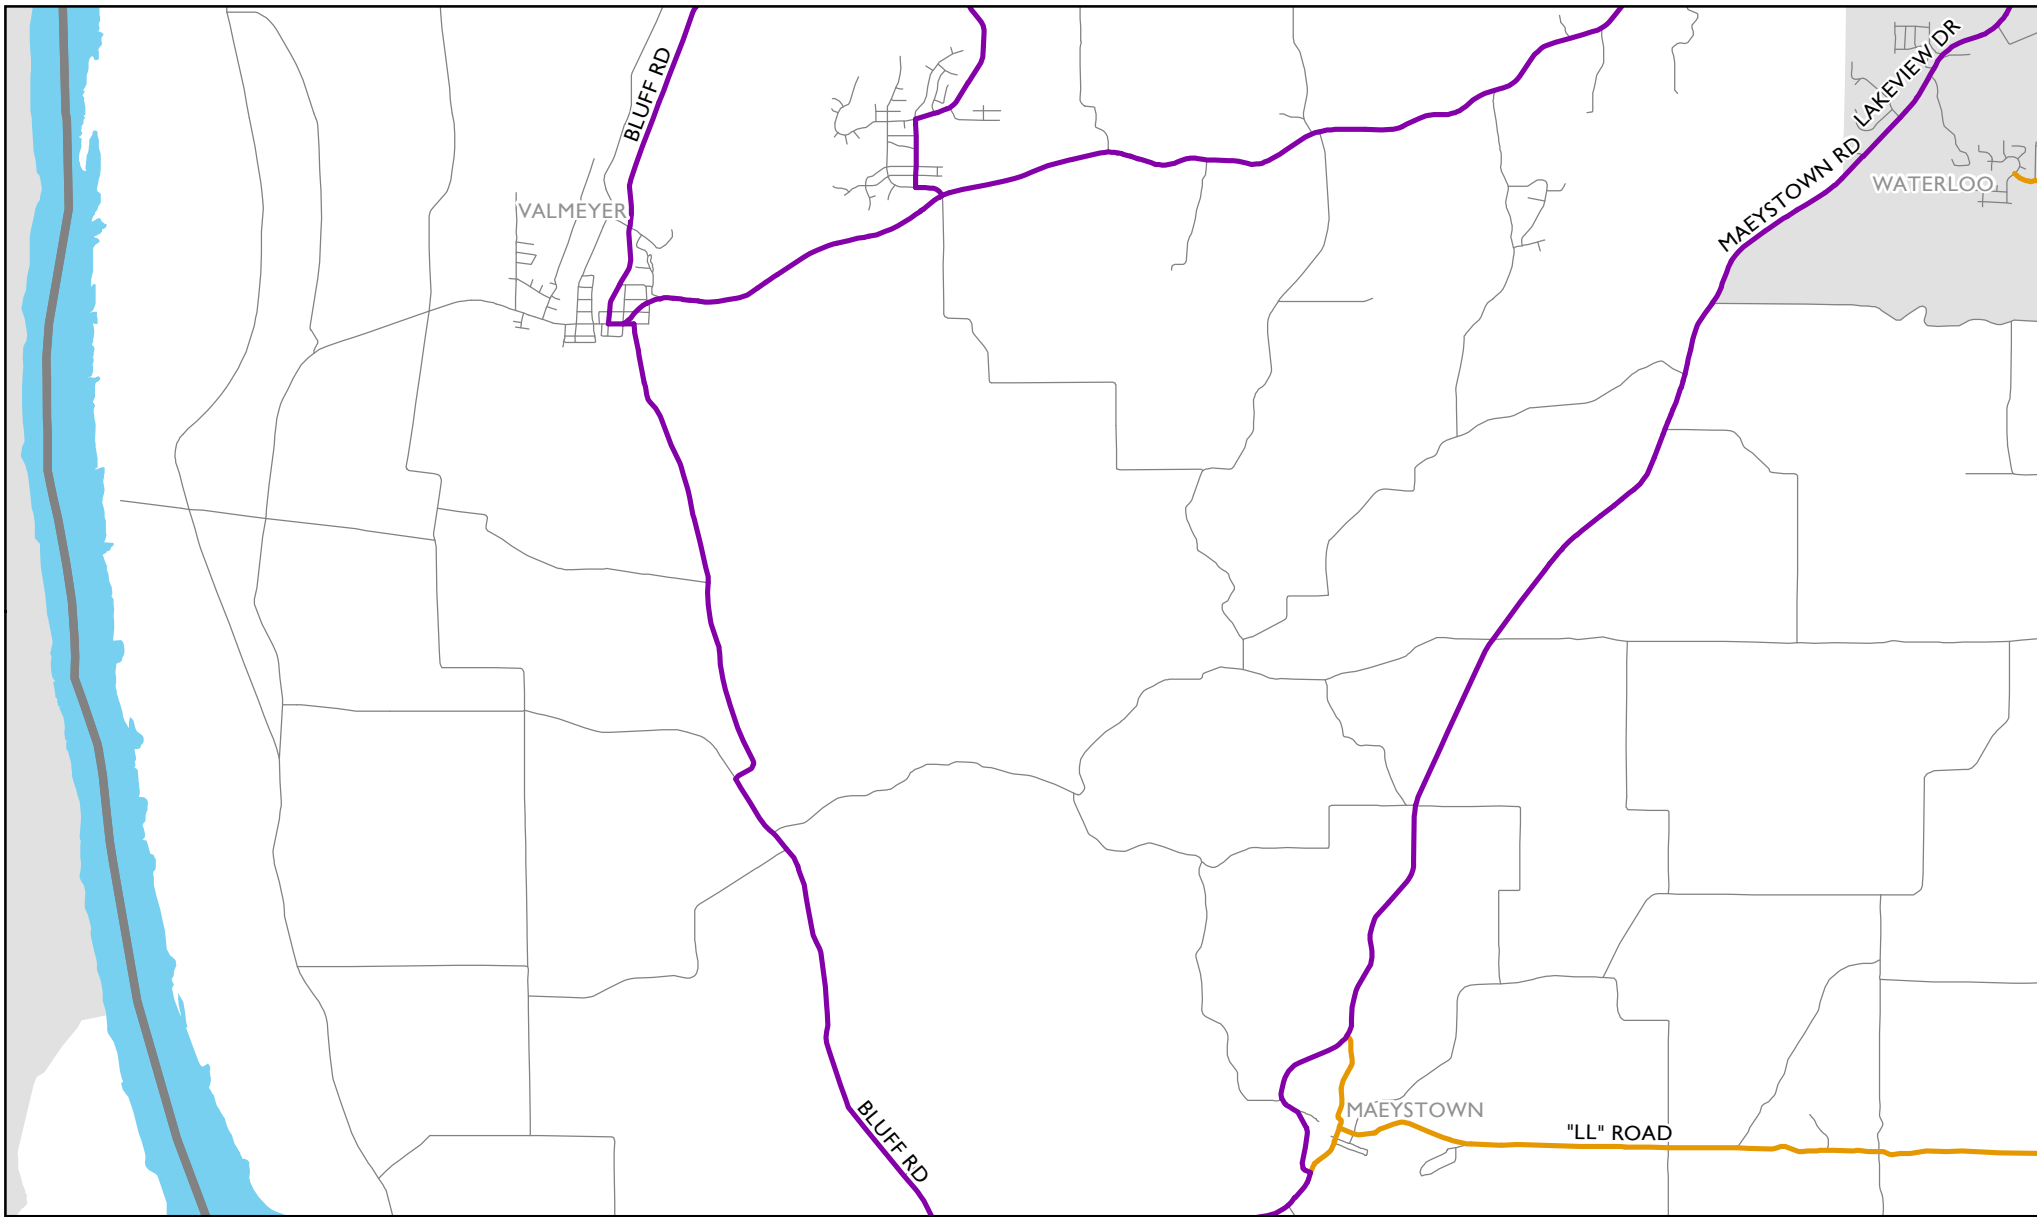 BLUFF RD
LAKEVIEW DR
MAEYSTOWN RD
WATERLOO
VALMEYER
MAEYSTOWN
"LL" ROAD
BLUFF RD